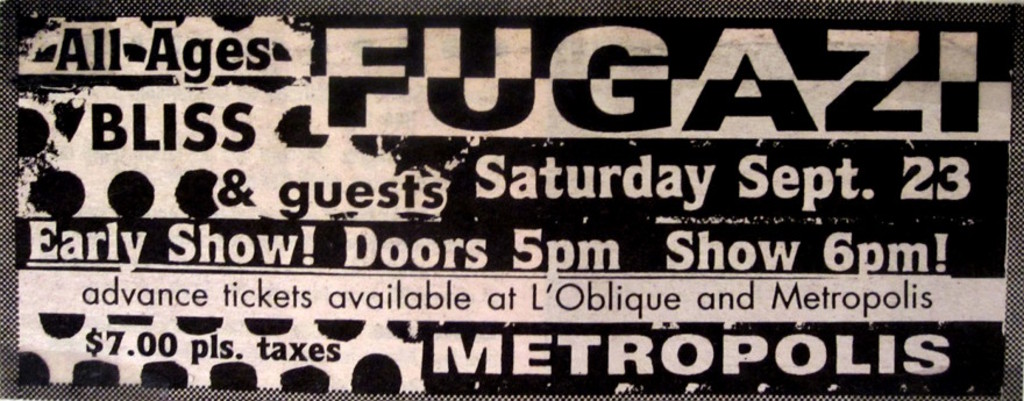 All-Ages
FUGAZI
BLISS
& guests
Saturday Sept. 23
Early Show! Doors 5pm Show 6pm!
advance tickets available at L'Oblique and Metropolis
$7.00 pls. taxes
METROPOLIS